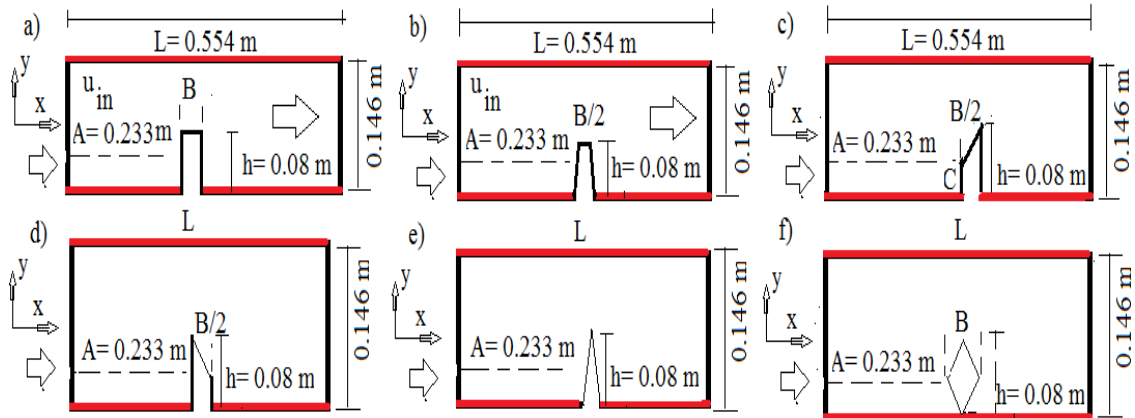 a)
L= 0.554 m
y
x
u_in
B
A= 0.233 m
h= 0.08 m
0.146 m
b)
L= 0.554 m
y
x
u_in
B/2
A= 0.233 m
h= 0.08 m
0.146 m
c)
L= 0.554 m
y
x
B/2
A= 0.233 m
C
h= 0.08 m
0.146 m
d)
L
y
x
B/2
A= 0.233 m
h= 0.08 m
0.146 m
e)
L
y
x
A= 0.233 m
h= 0.08 m
0.146 m
f)
L
y
x
B
A= 0.233 m
h= 0.08 m
0.146 m